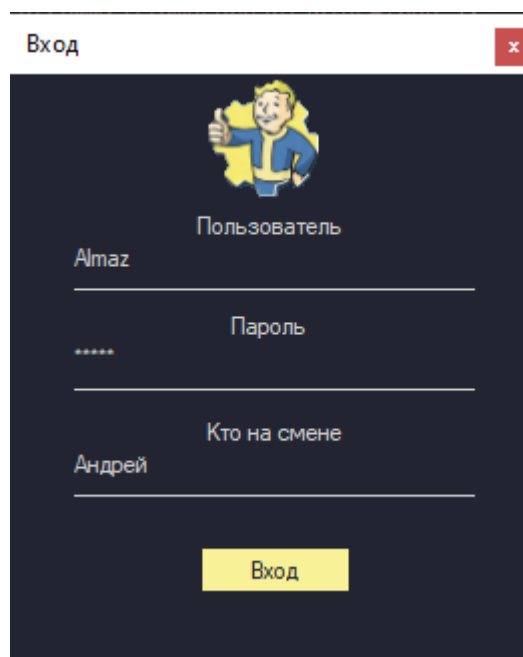 Вход
x
Пользователь
Almaz
Пароль
*****
Кто на смене
Андрей
Вход